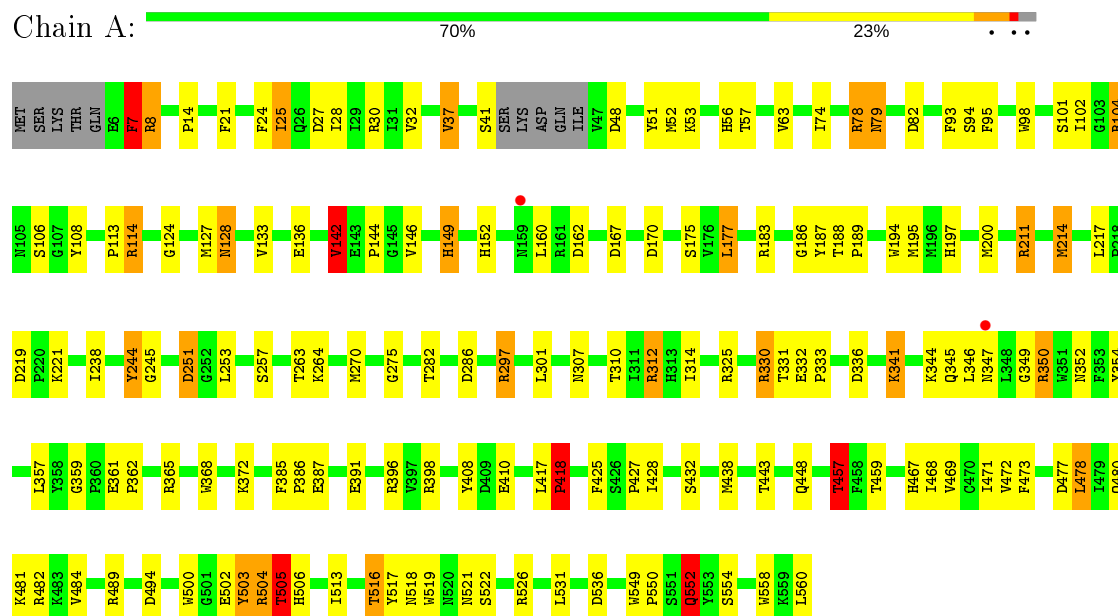 Chain A:
70% 23% • • •
MET SER LYS THR GLN E6 F7 R8 P14 F21 F24 I25 Q26 D27 I28 I29 R30 I31 V32 V37 S41 SER LYS ASP GLN ILE V47 D48 Y51 M52 K53 H56 T57 V63 I74 R78 N79 D82 F93 S94 F95 W98 S101 I102 G103 R104
N105 S106 G107 Y108 P113 R114 G124 M127 N128 V133 E136 V142 E143 P144 G145 V146 H149 H152 N159 L160 R161 D162 D167 D170 S175 V176 L177 R183 G186 Y187 T188 P189 W194 M195 M196 H197 M200 R211 M214 L217 P218
D219 P220 K221 I238 Y244 G245 D251 G252 L253 S257 T263 K264 M270 G275 T282 D286 R297 L301 N307 T310 I311 R312 H313 I314 R325 R330 T331 E332 P333 D336 K341 K344 Q345 L346 N347 L348 G349 R350 W351 N352 F353 Y354
L357 Y358 G359 P360 E361 P362 R365 W368 K372 F385 P386 E387 E391 R396 V397 R398 Y408 D409 E410 L417 P418 F425 S426 P427 I428 S432 M438 T443 Q448 T457 F458 T459 H467 I468 V469 C470 I471 V472 F473 D477 L478 I479
K481 R482 K483 V484 R489 D494 W500 G501 E502 Y503 R504 T505 H506 I513 T516 T517 N518 W519 N520 N521 S522 R526 L531 D536 W549 P550 S551 Q552 Y553 S554 W558 K559 L560